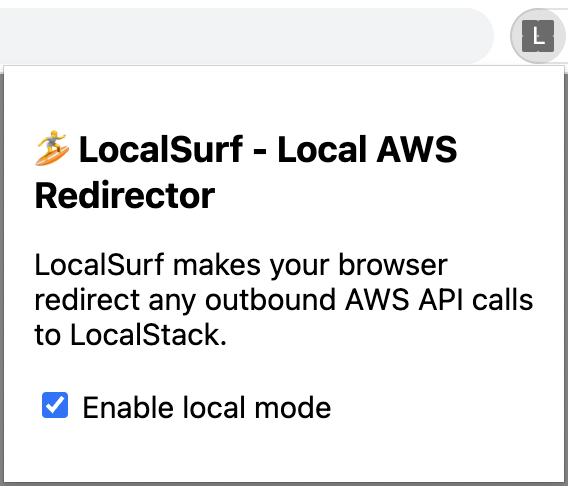 L
🏄 LocalSurf - Local AWS
Redirector
LocalSurf makes your browser
redirect any outbound AWS API calls
to LocalStack.
Enable local mode